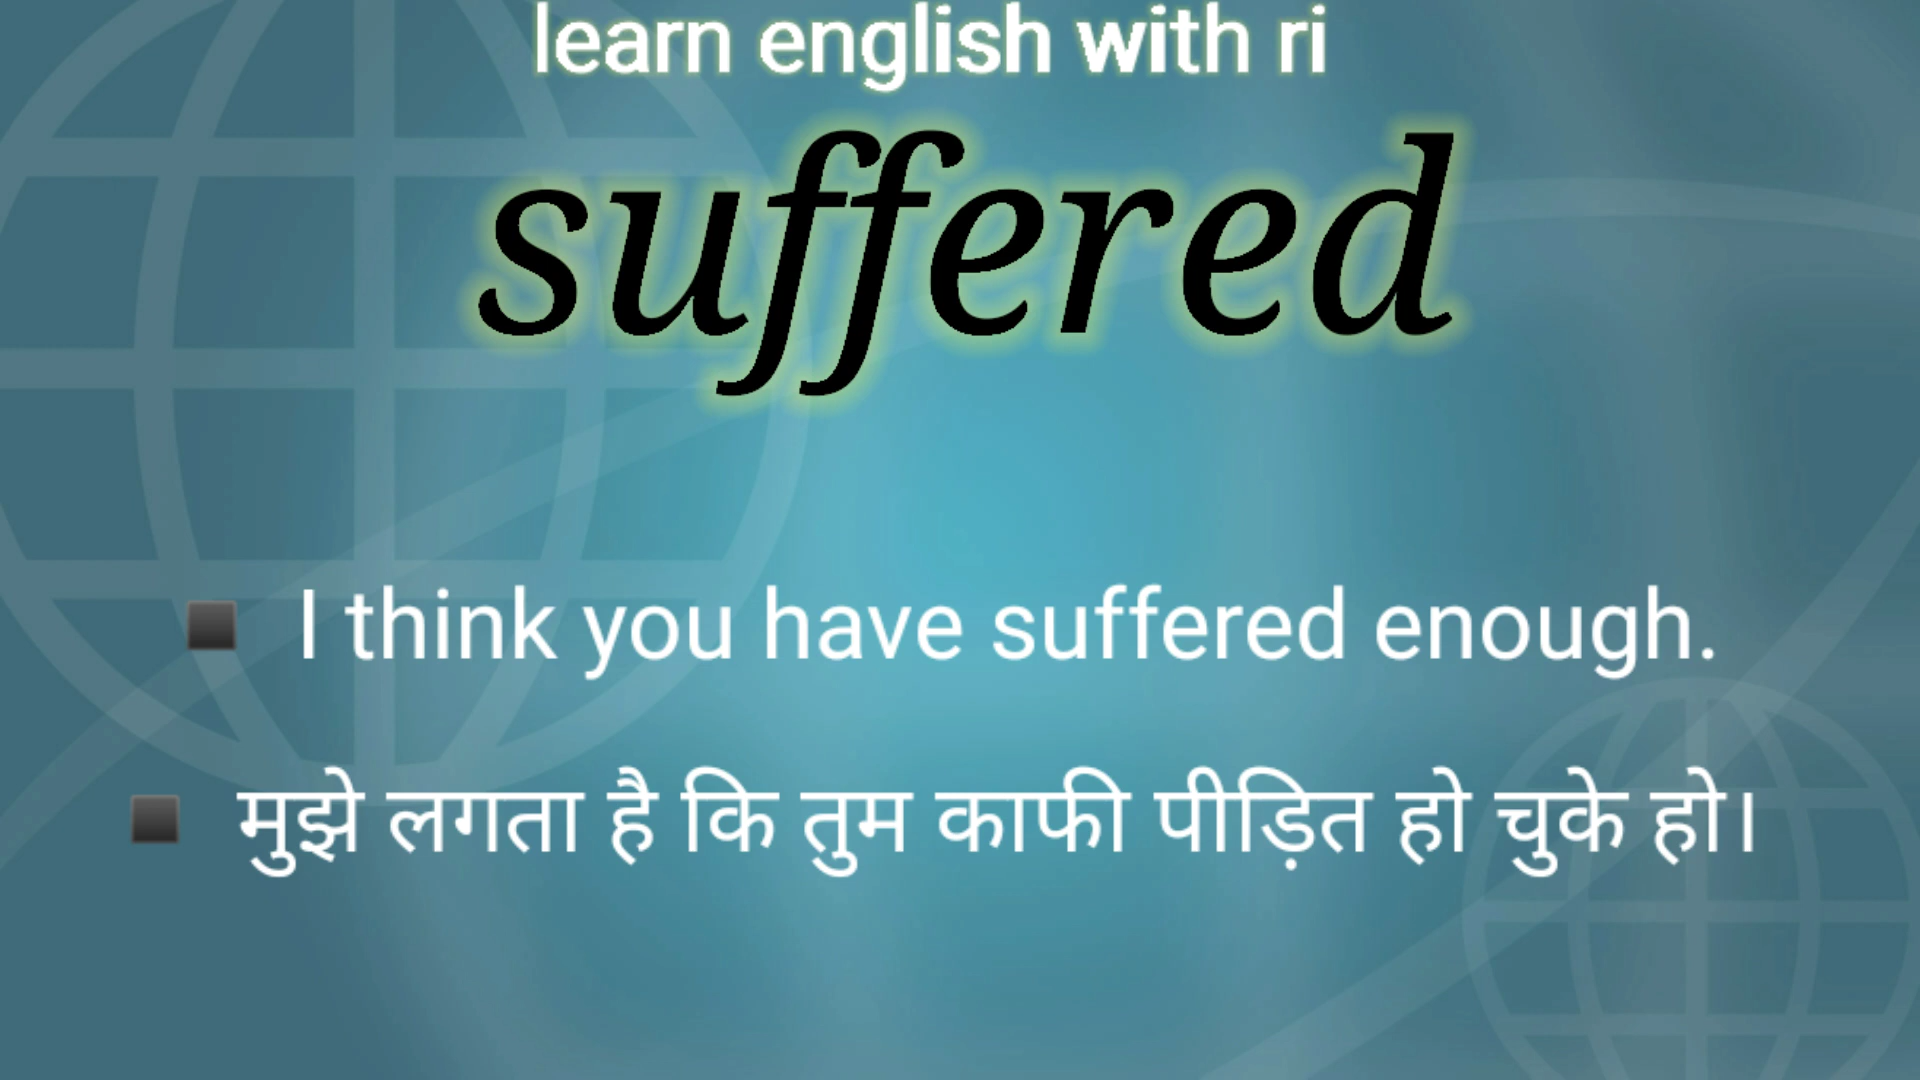 learn english with ri
suffered
◾ I think you have suffered enough.
◾ मुझे लगता है कि तुम काफी पीड़ित हो चुके हो।